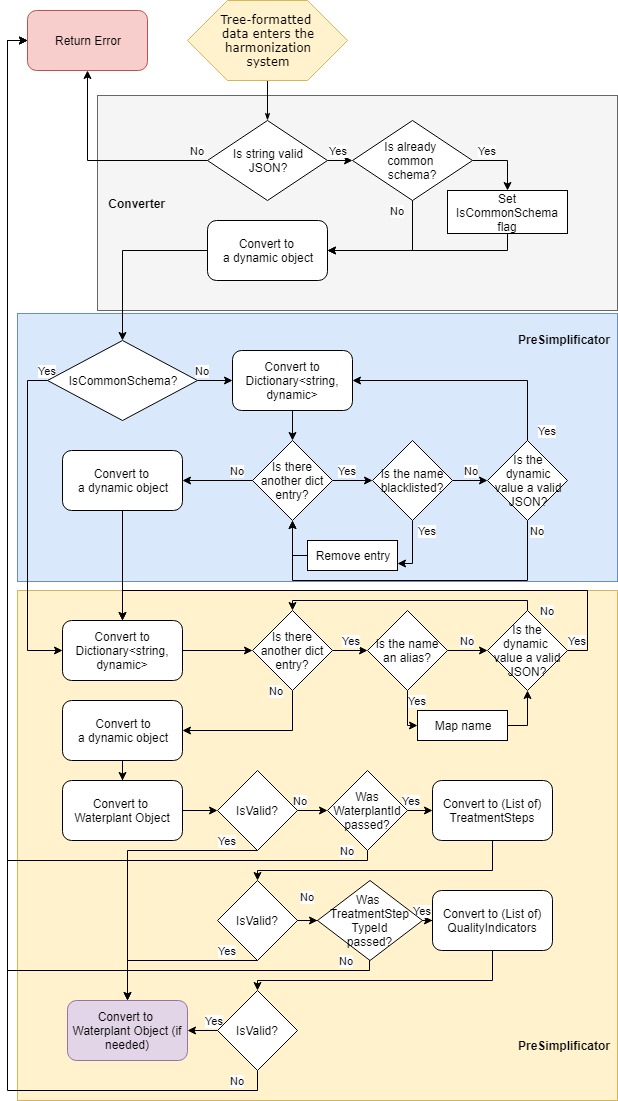 Return Error
Tree-formatted
data enters the
harmonization
system
No
Is string valid
JSON?
Yes
Is already
common
schema?
Yes
Converter
No
Set
IsCommonSchema
flag
Convert to
a dynamic object
PreSimplificator
Yes
IsCommonSchema?
No
Convert to
Dictionary<string,
dynamic>
Yes
Convert to
a dynamic object
No
Is there
another dict
entry?
Yes
Is the name
blacklisted?
No
Is the
dynamic
value a valid
JSON?
Yes
No
Remove entry
Convert to
Dictionary<string,
dynamic>
Is there
another dict
entry?
Yes
Is the name
an alias?
No
Is the
dynamic
value a valid
JSON?
No
Yes
No
Yes
Map name
Convert to
a dynamic object
Convert to
Waterplant Object
IsValid?
No
Was
WaterplantId
passed?
Yes
Convert to (List of)
TreatmentSteps
Yes
No
IsValid?
No
Was
TreatmentStep
TypeId
passed?
Yes
Convert to (List of)
QualityIndicators
Yes
No
Convert to
Waterplant Object (if
needed)
Yes
IsValid?
PreSimplificator
No